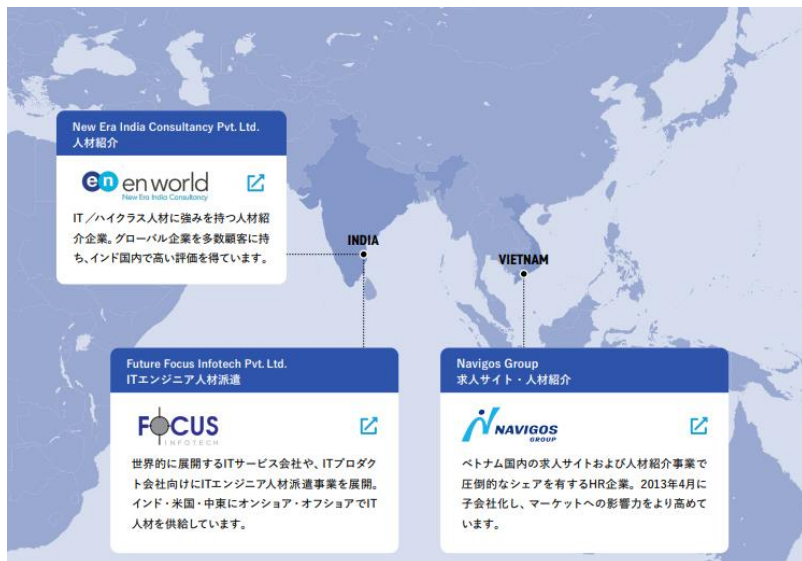 New Era India Consultancy Pvt. Ltd.
人材紹介
en en world
New Era India Consultancy
IT／ハイクラス人材に強みを持つ人材紹
介企業。グローバル企業を多数顧客に持
ち、インド国内で高い評価を得ています。
INDIA
VIETNAM
Future Focus Infotech Pvt. Ltd.
ITエンジニア人材派遣
FOCUS
INFOTECH
世界的に展開するITサービス会社や、ITプロダク
ト会社向けにITエンジニア人材派遣事業を展開。
インド・米国・中東にオンショア・オフショアでIT
人材を供給しています。
Navigos Group
求人サイト・人材紹介
NAVIGOS
GROUP
ベトナム国内の求人サイトおよび人材紹介事業で
圧倒的なシェアを有するHR企業。2013年4月に
子会社化し、マーケットへの影響力をより高めて
います。